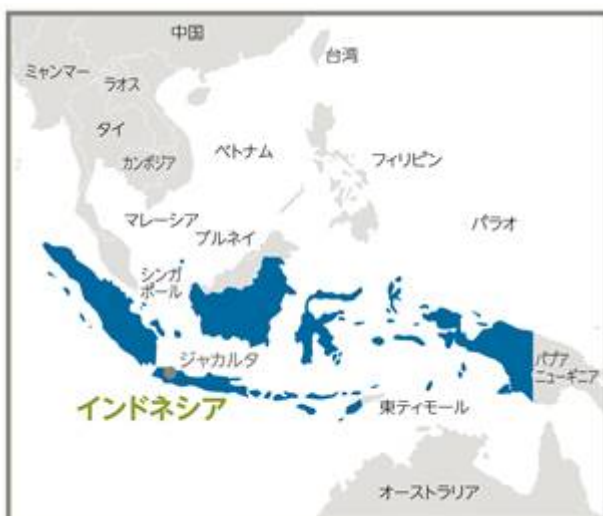 中国
台湾
ミャンマー
ラオス
タイ
カンボジア
ベトナム
フィリピン
マレーシア
ブルネイ
パラオ
シンガ
ポール
ジャカルタ
パプア
ニューギニア
インドネシア
東ティモール
オーストラリア